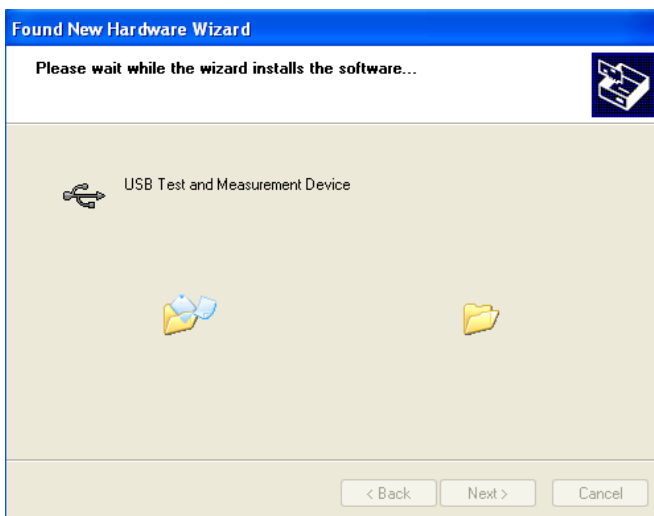 Found New Hardware Wizard
Please wait while the wizard installs the software...
USB Test and Measurement Device
< Back Next > Cancel